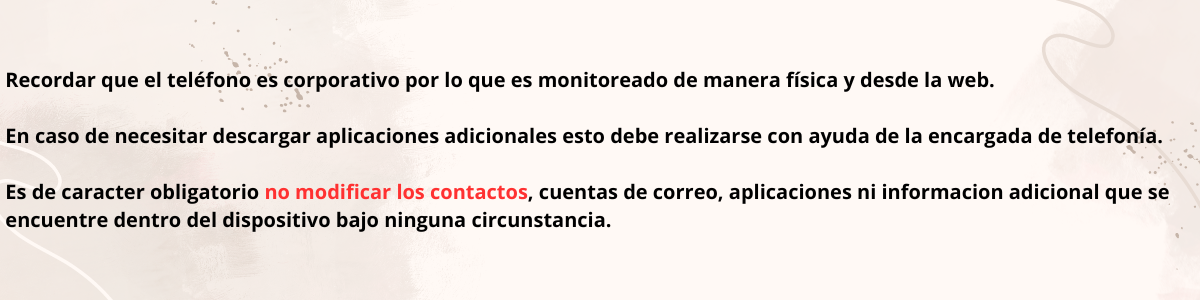 Recordar que el teléfono es corporativo por lo que es monitoreado de manera física y desde la web.
En caso de necesitar descargar aplicaciones adicionales esto debe realizarse con ayuda de la encargada de telefonía.
Es de caracter obligatorio no modificar los contactos, cuentas de correo, aplicaciones ni informacion adicional que se
encuentre dentro del dispositivo bajo ninguna circunstancia.